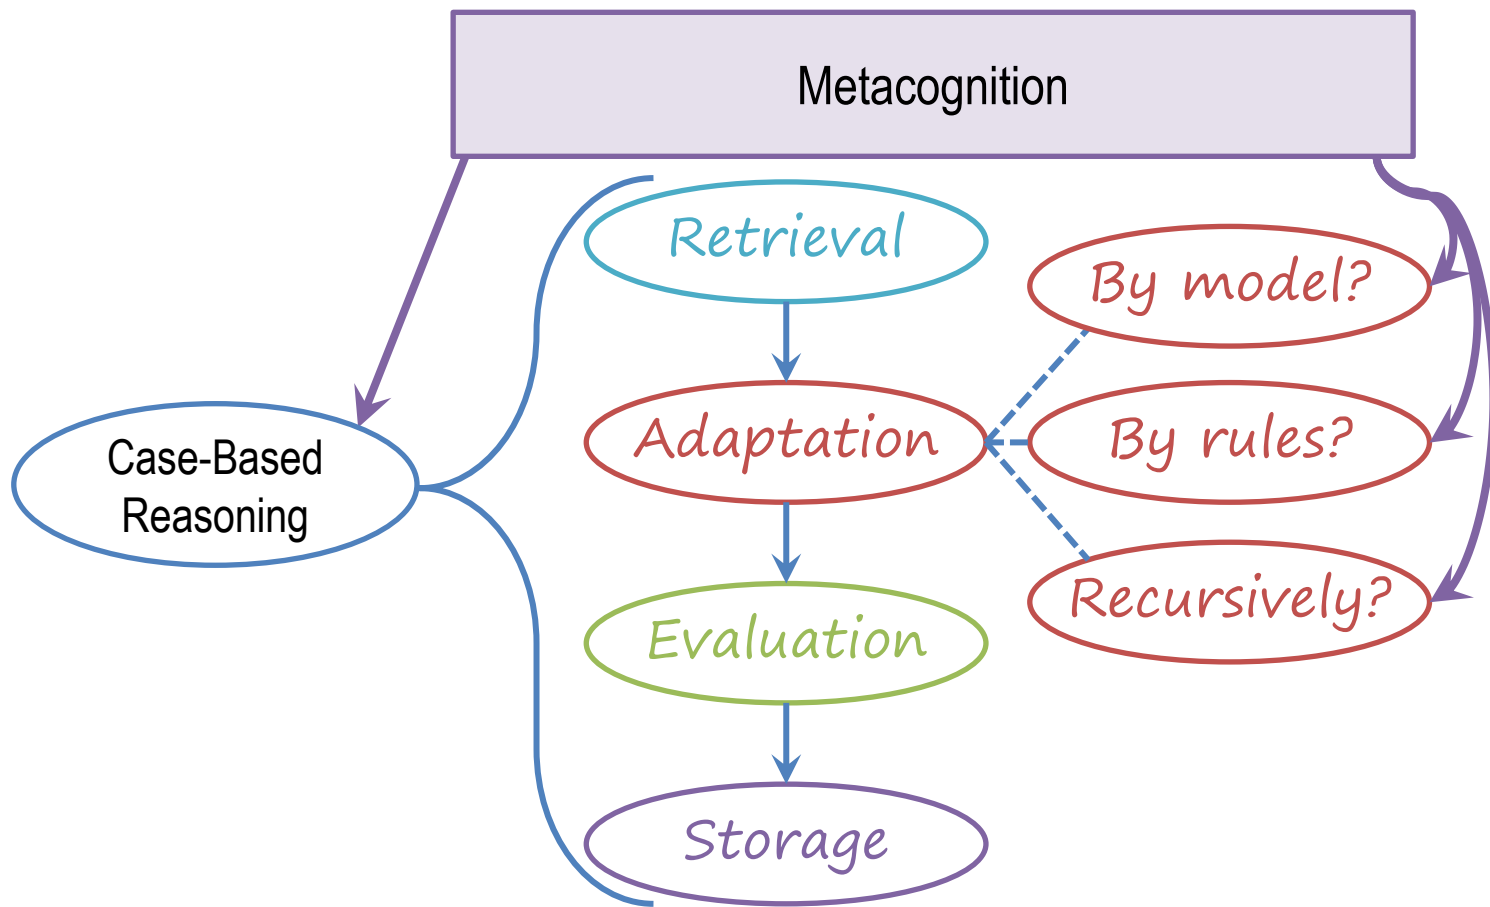 Metacognition
Case-Based
Reasoning
Retrieval
Adaptation
Evaluation
Storage
By model?
By rules?
Recursively?